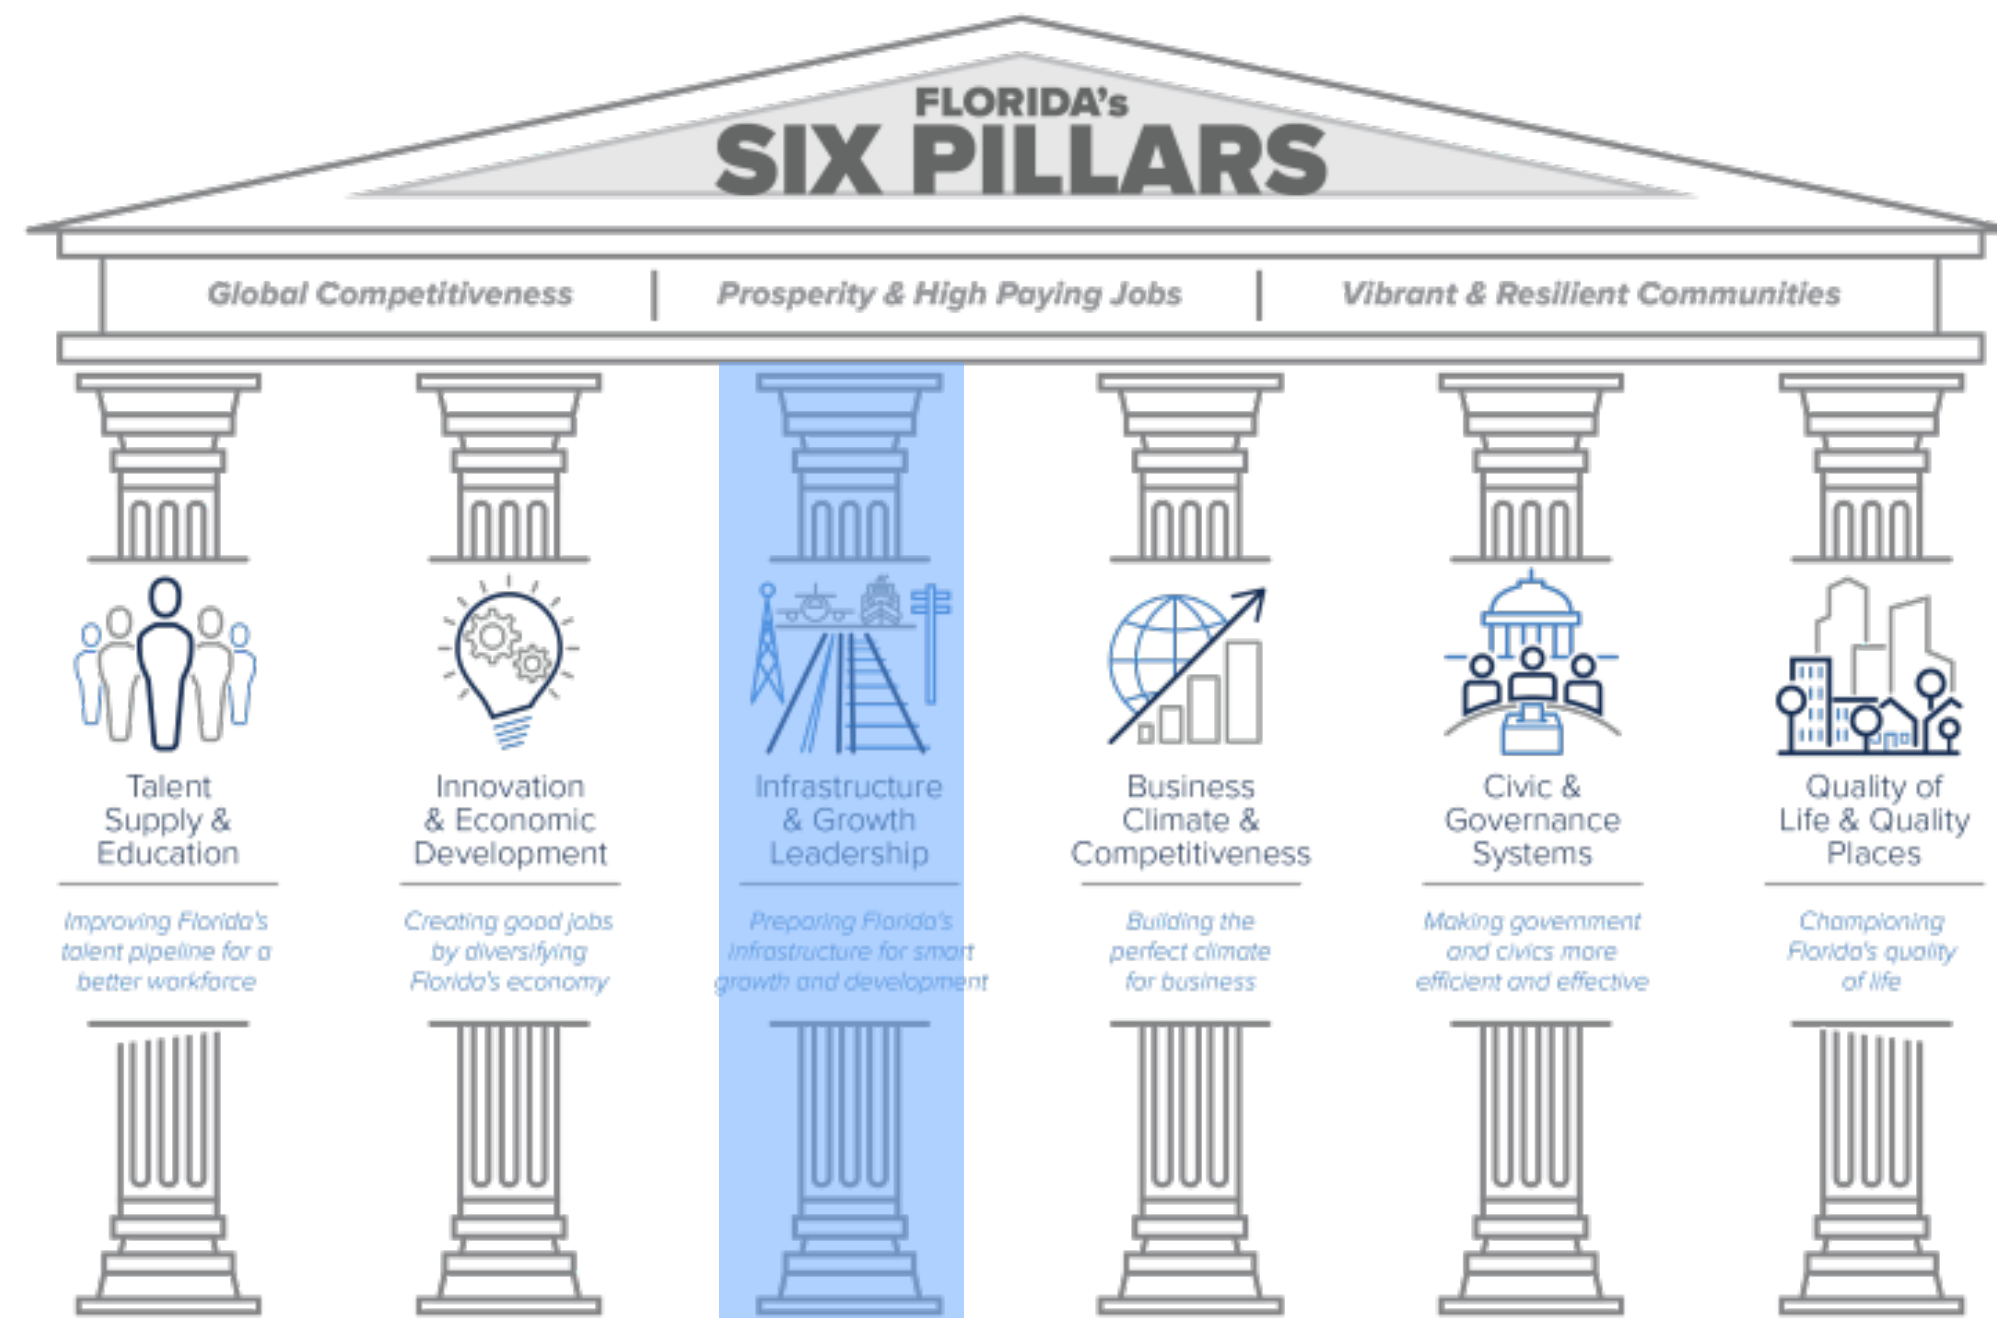 FLORIDA's
SIX PILLARS
Global Competitiveness
Prosperity & High Paying Jobs
Vibrant & Resilient Communities
Talent
Supply &
Education
Improving Florida's
talent pipeline for a
better workforce
Innovation
& Economic
Development
Creating good jobs
by diversifying
Florida's economy
Infrastructure
& Growth
Leadership
Preparing Florida's
infrastructure for smart
growth and development
Business
Climate &
Competitiveness
Building the
perfect climate
for business
Civic &
Governance
Systems
Making government
and civics more
efficient and effective
Quality of
Life & Quality
Places
Championing
Florida's quality
of life